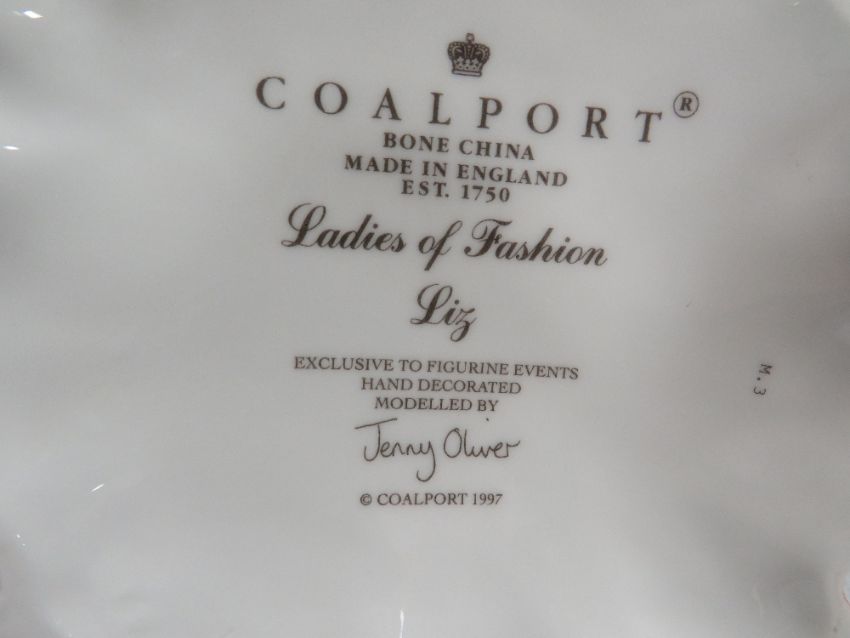 COALPORT®
BONE CHINA
MADE IN ENGLAND
EST. 1750
Ladies of Fashion
Liz
EXCLUSIVE TO FIGURINE EVENTS
HAND DECORATED
MODELLED BY
Jenny Oliver
© COALPORT 1997
M.3